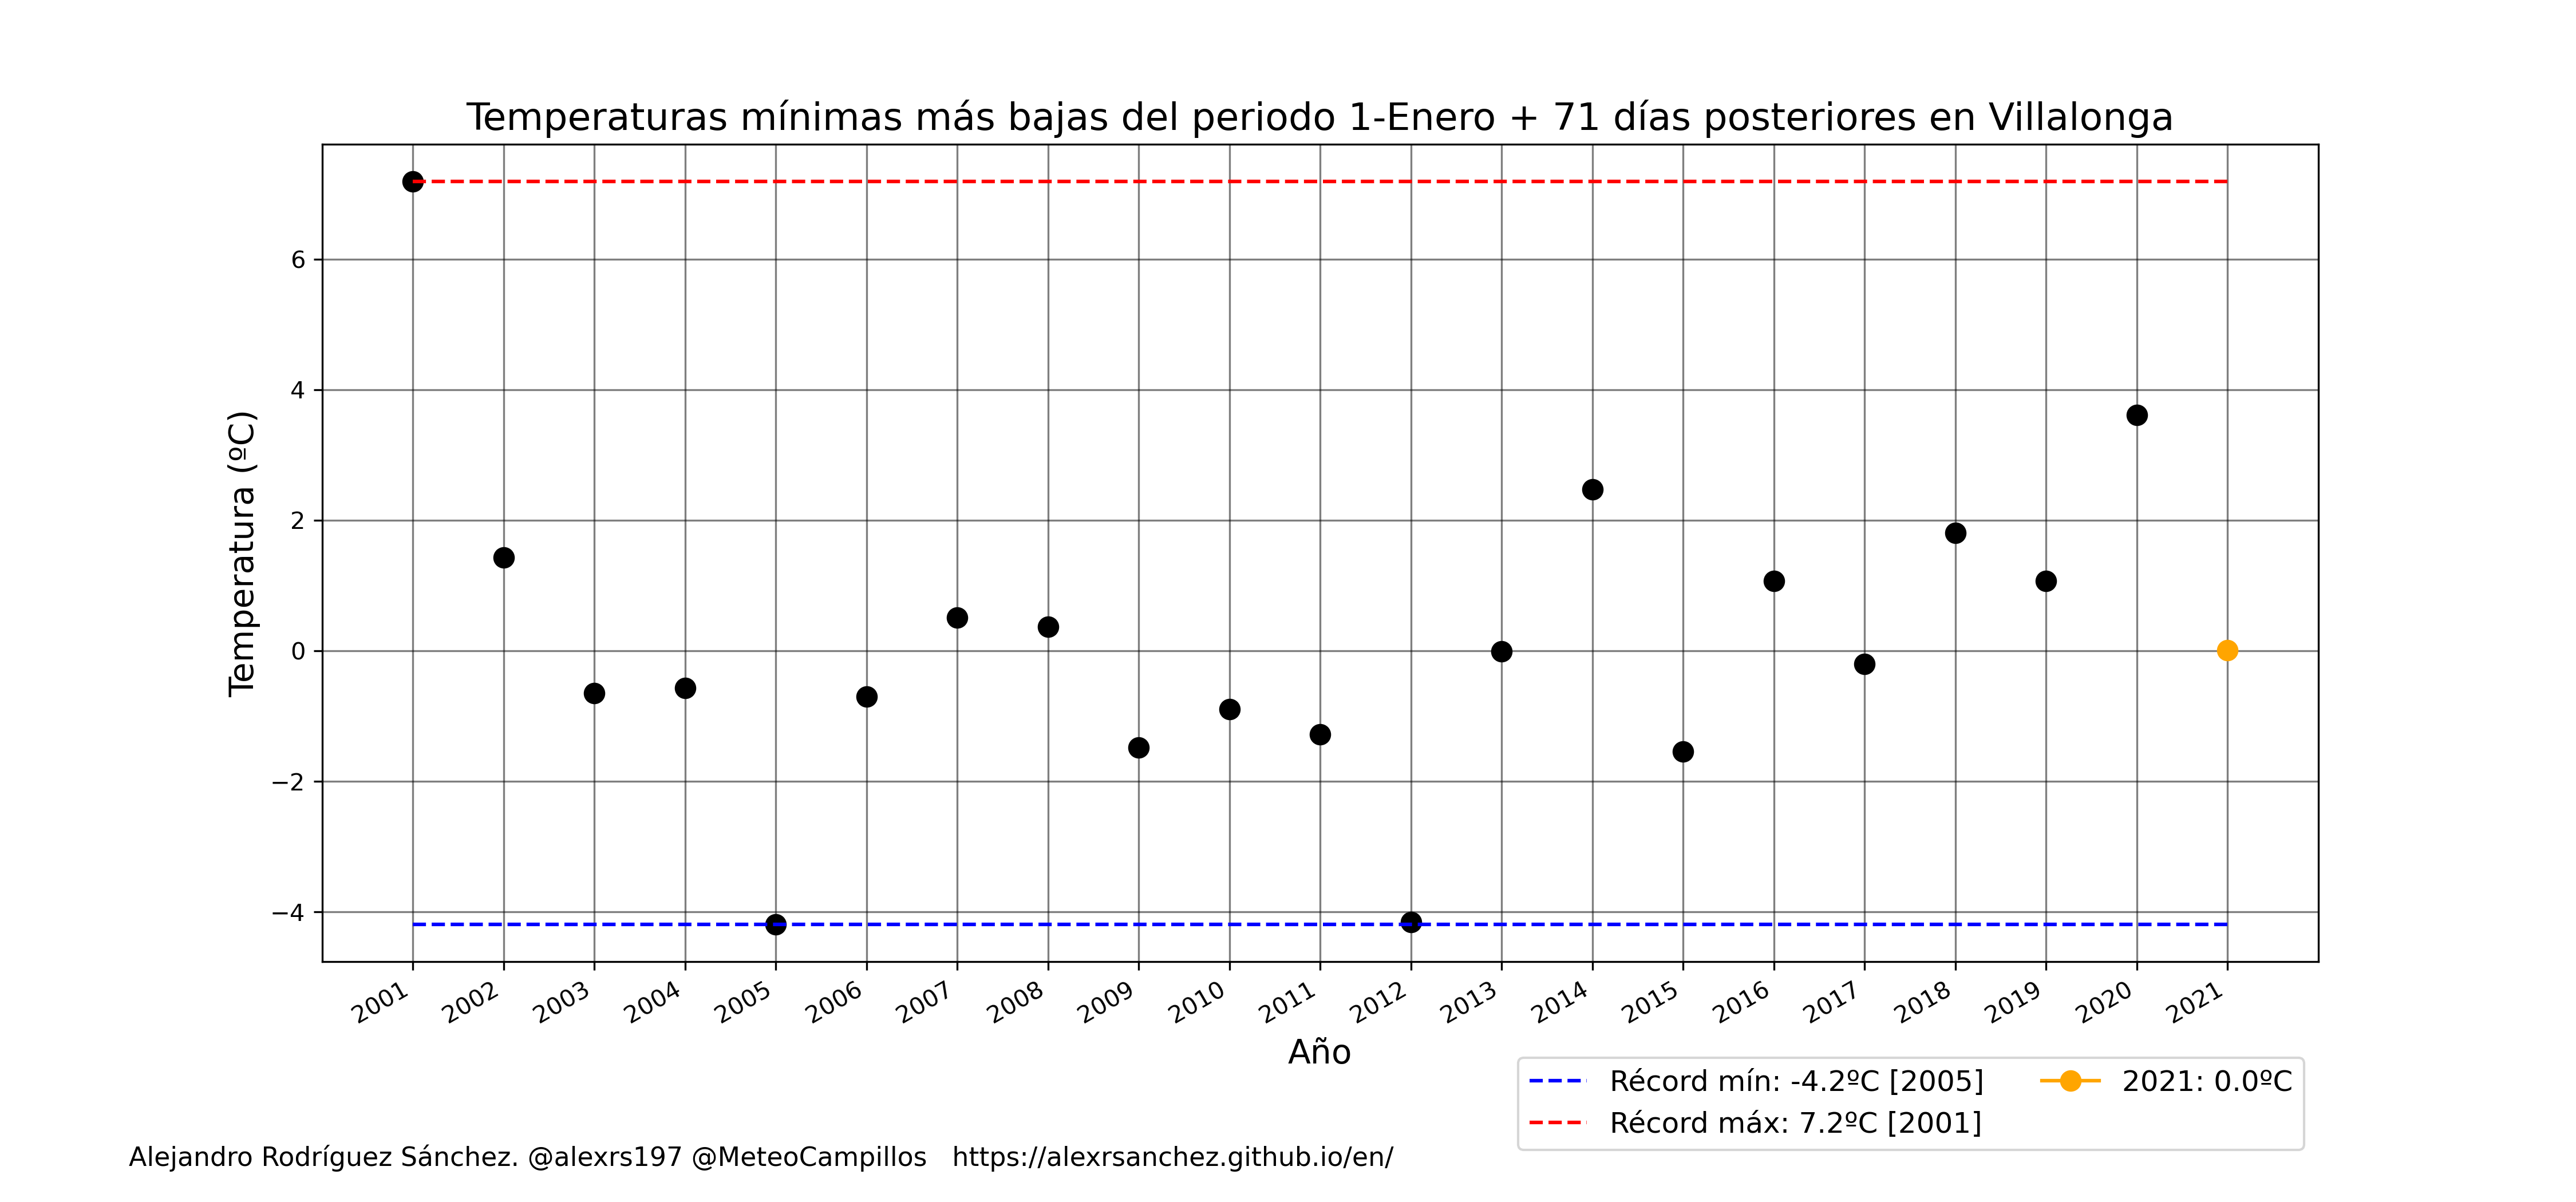 Temperaturas mínimas más bajas del periodo 1-Enero + 71 días posteriores en Villalonga
Temperatura (ºC)
6
4
2
0
−2
−4
2001 2002 2003 2004 2005 2006 2007 2008 2009 2010 2011 2012 2013 2014 2015 2016 2017 2018 2019 2020 2021
Año
Récord mín: -4.2ºC [2005]
Récord máx: 7.2ºC [2001]
2021: 0.0ºC
Alejandro Rodríguez Sánchez. @alexrs197 @MeteoCampillos   https://alexrsanchez.github.io/en/